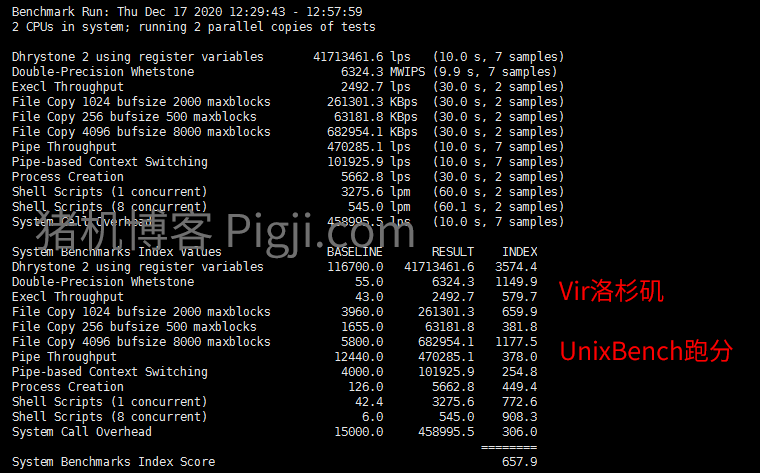 Benchmark Run: Thu Dec 17 2020 12:29:43 - 12:57:59
2 CPUs in system; running 2 parallel copies of tests
Dhrystone 2 using register variables 41713461.6 lps (10.0 s, 7 samples)
Double-Precision Whetstone 6324.3 MWIPS (9.9 s, 7 samples)
Execl Throughput 2492.7 lps (30.0 s, 2 samples)
File Copy 1024 bufsize 2000 maxblocks 261301.3 KBps (30.0 s, 2 samples)
File Copy 256 bufsize 500 maxblocks 63181.8 KBps (30.0 s, 2 samples)
File Copy 4096 bufsize 8000 maxblocks 682954.1 KBps (30.0 s, 2 samples)
Pipe Throughput 470285.1 lps (10.0 s, 7 samples)
Pipe-based Context Switching 101925.9 lps (10.0 s, 7 samples)
Process Creation 5662.8 lps (30.0 s, 2 samples)
Shell Scripts (1 concurrent) 3275.6 lpm (60.0 s, 2 samples)
Shell Scripts (8 concurrent) 545.0 lpm (60.1 s, 2 samples)
System Call Overhead 458995.5 lps (10.0 s, 7 samples)
猪机博客 Pigji.com
System Benchmarks Index Values BASELINE RESULT INDEX
Dhrystone 2 using register variables 116700.0 41713461.6 3574.4
Double-Precision Whetstone 55.0 6324.3 1149.9
Execl Throughput 43.0 2492.7 579.7
File Copy 1024 bufsize 2000 maxblocks 3960.0 261301.3 659.9
File Copy 256 bufsize 500 maxblocks 1655.0 63181.8 381.8
File Copy 4096 bufsize 8000 maxblocks 5800.0 682954.1 1177.5
Pipe Throughput 12440.0 470285.1 378.0
Pipe-based Context Switching 4000.0 101925.9 254.8
Process Creation 126.0 5662.8 449.4
Shell Scripts (1 concurrent) 42.4 3275.6 772.6
Shell Scripts (8 concurrent) 6.0 545.0 908.3
System Call Overhead 15000.0 458995.5 306.0
========
System Benchmarks Index Score 657.9
Vir洛杉矶
UnixBench跑分